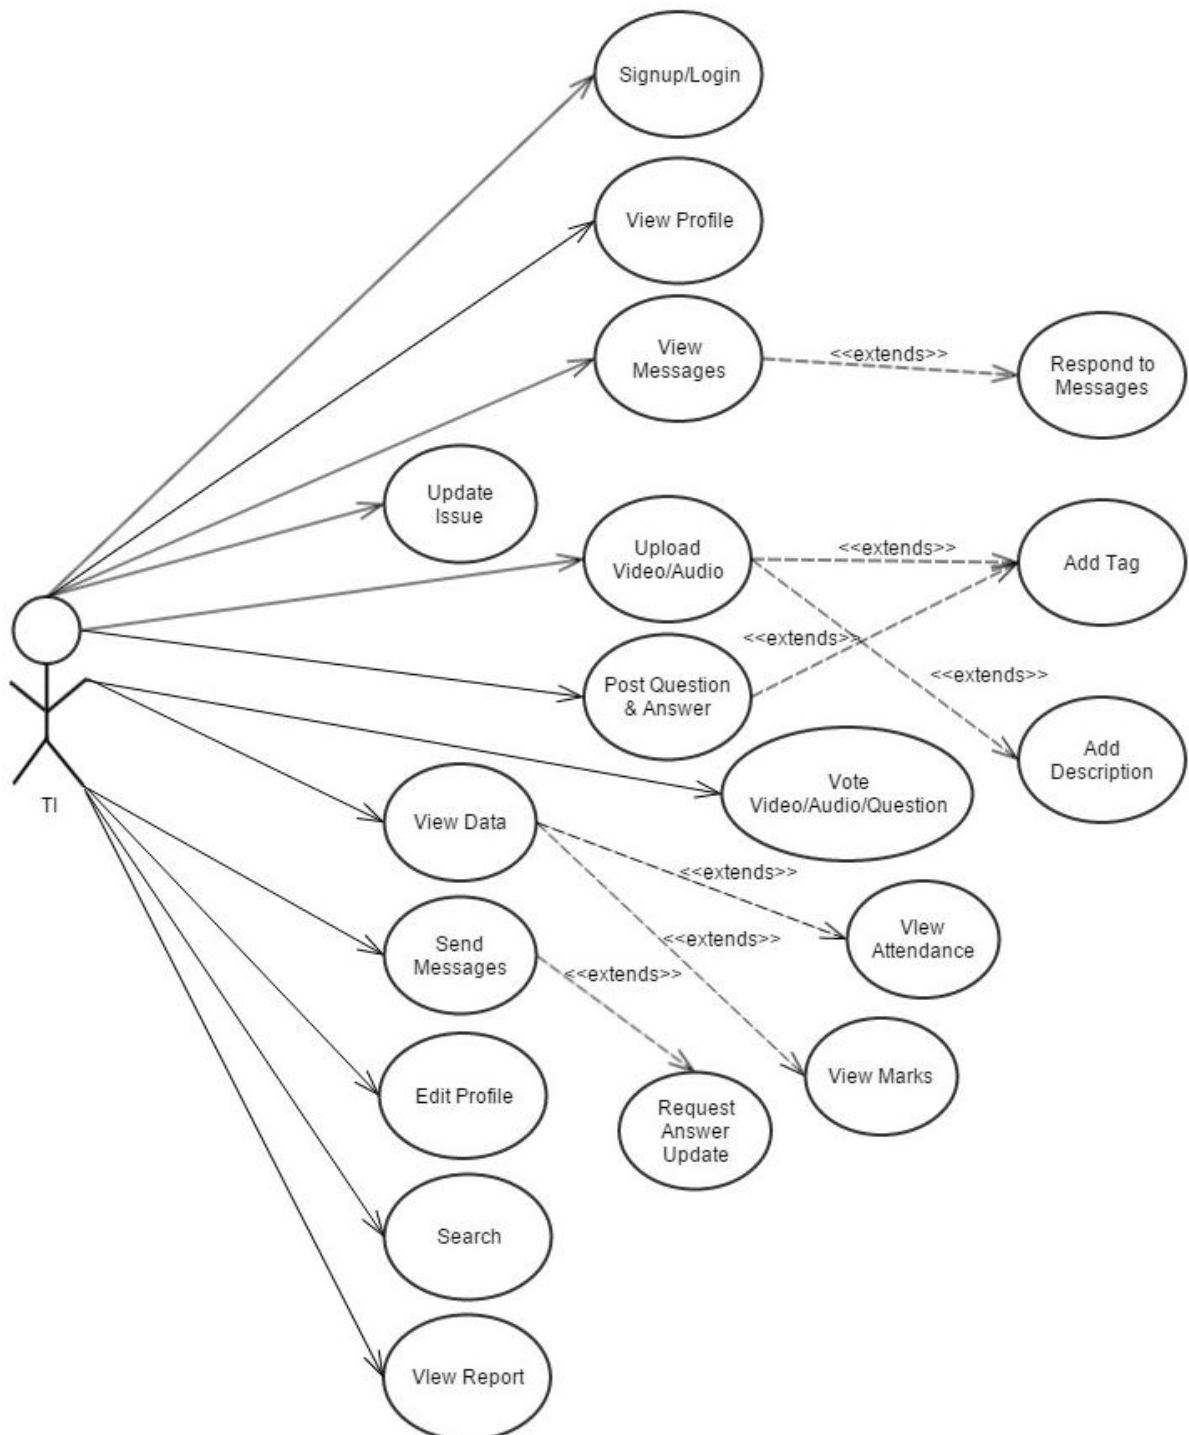 Signup/Login
View Profile
View
Messages
<<extends>>
Respond to
Messages
Update
Issue
Upload
Video/Audio
<<extends>>
Add Tag
<<extends>>
Post Question
& Answer
<<extends>>
Add
Description
TI
View Data
Vote
Video/Audio/Question
<<extends>>
VIew
Attendance
<<extends>>
Send
Messages
<<extends>>
View Marks
Edit Profile
Request
Answer
Update
Search
VIew Report